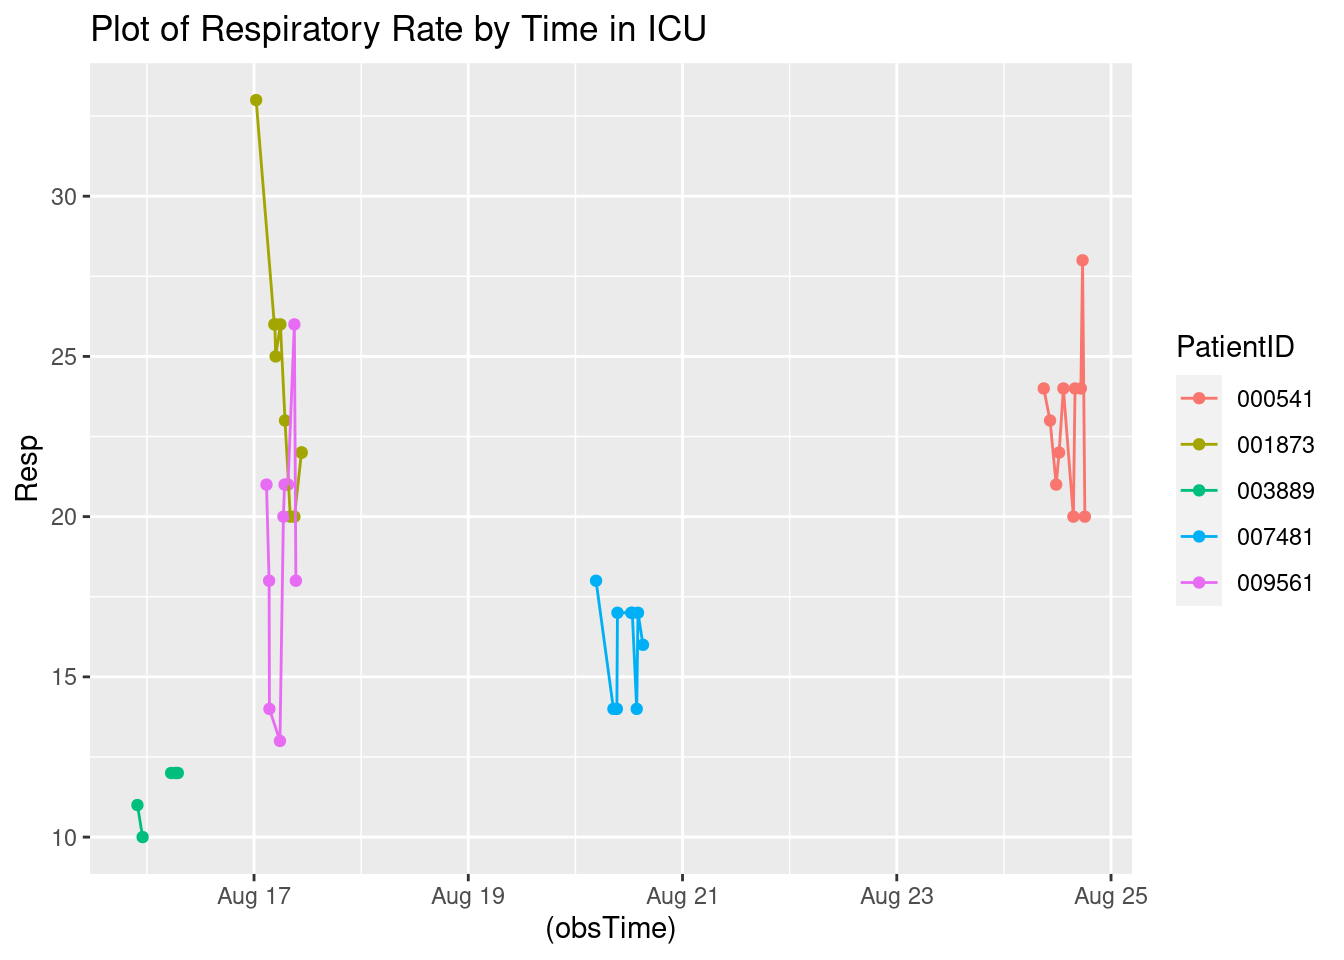 Plot of Respiratory Rate by Time in ICU
Resp
30
25
20
15
10
Aug 17 Aug 19 Aug 21 Aug 23 Aug 25
(obsTime)
PatientID
000541
001873
003889
007481
009561